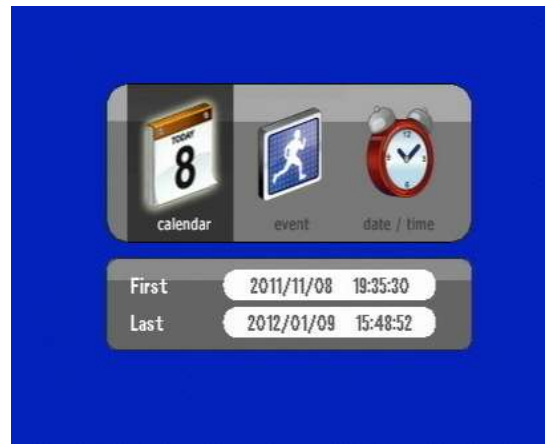 TODAY
8
calendar
event
date / time
12
First 2011/11/08 19:35:30
Last 2012/01/09 15:48:52